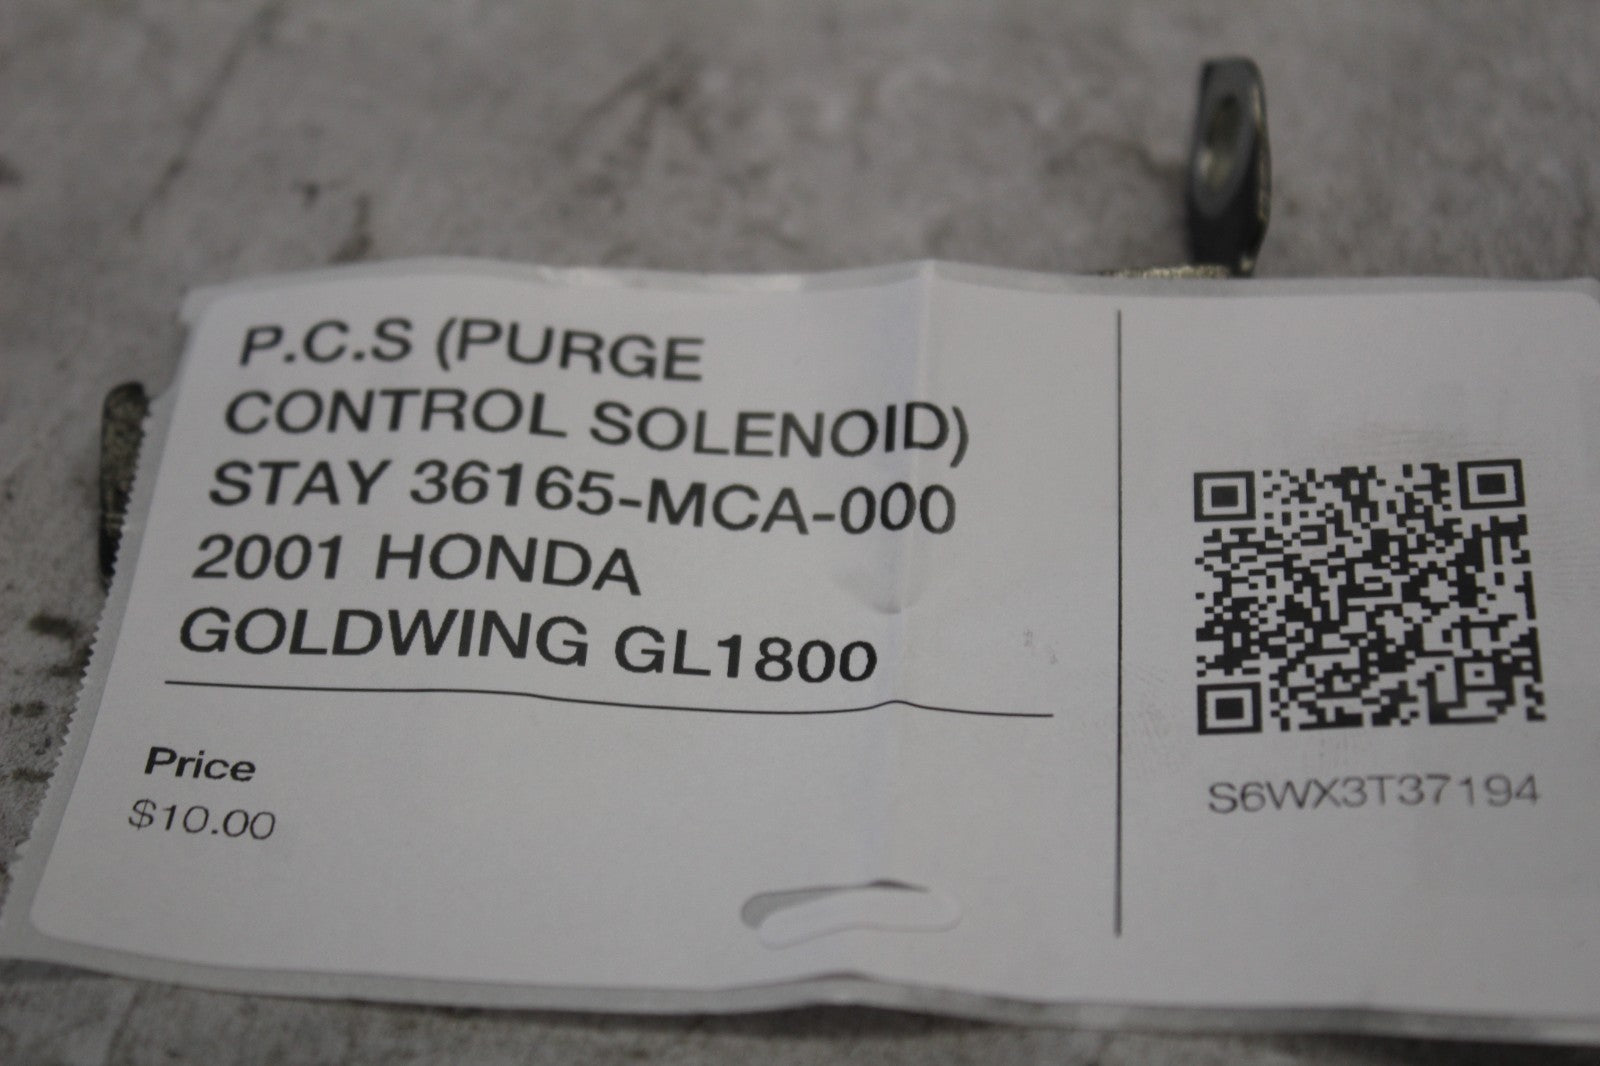 P.C.S (PURGE
CONTROL SOLENOID)
STAY 36165-MCA-000
2001 HONDA
GOLDWING GL1800
Price
$10.00
S6WX3T37194